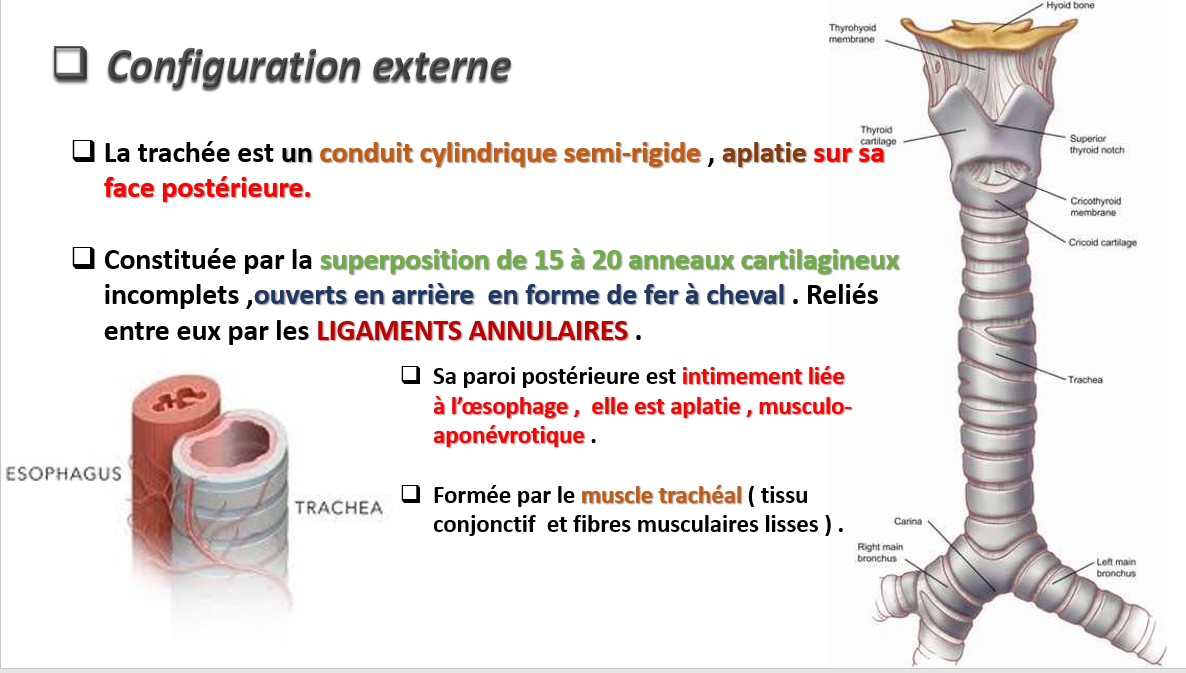 Configuration externe
La trachée est un conduit cylindrique semi-rigide , aplatie sur sa
face postérieure.
Constituée par la superposition de 15 à 20 anneaux cartilagineux
incomplets ,ouverts en arrière en forme de fer à cheval . Reliés
entre eux par les LIGAMENTS ANNULAIRES .
Sa paroi postérieure est intimement liée
à l’œsophage , elle est aplatie , musculo-
aponévrotique .
Formée par le muscle trachéal ( tissu
conjonctif et fibres musculaires lisses ) .
ESOPHAGUS
TRACHEA
Hyoid bone
Thyrohyoid
membrane
Thyroid
cartilage
Superior
thyroid notch
Cricothyroid
membrane
Cricoid cartilage
Trachea
Carina
Right main
bronchus
Left main
bronchus